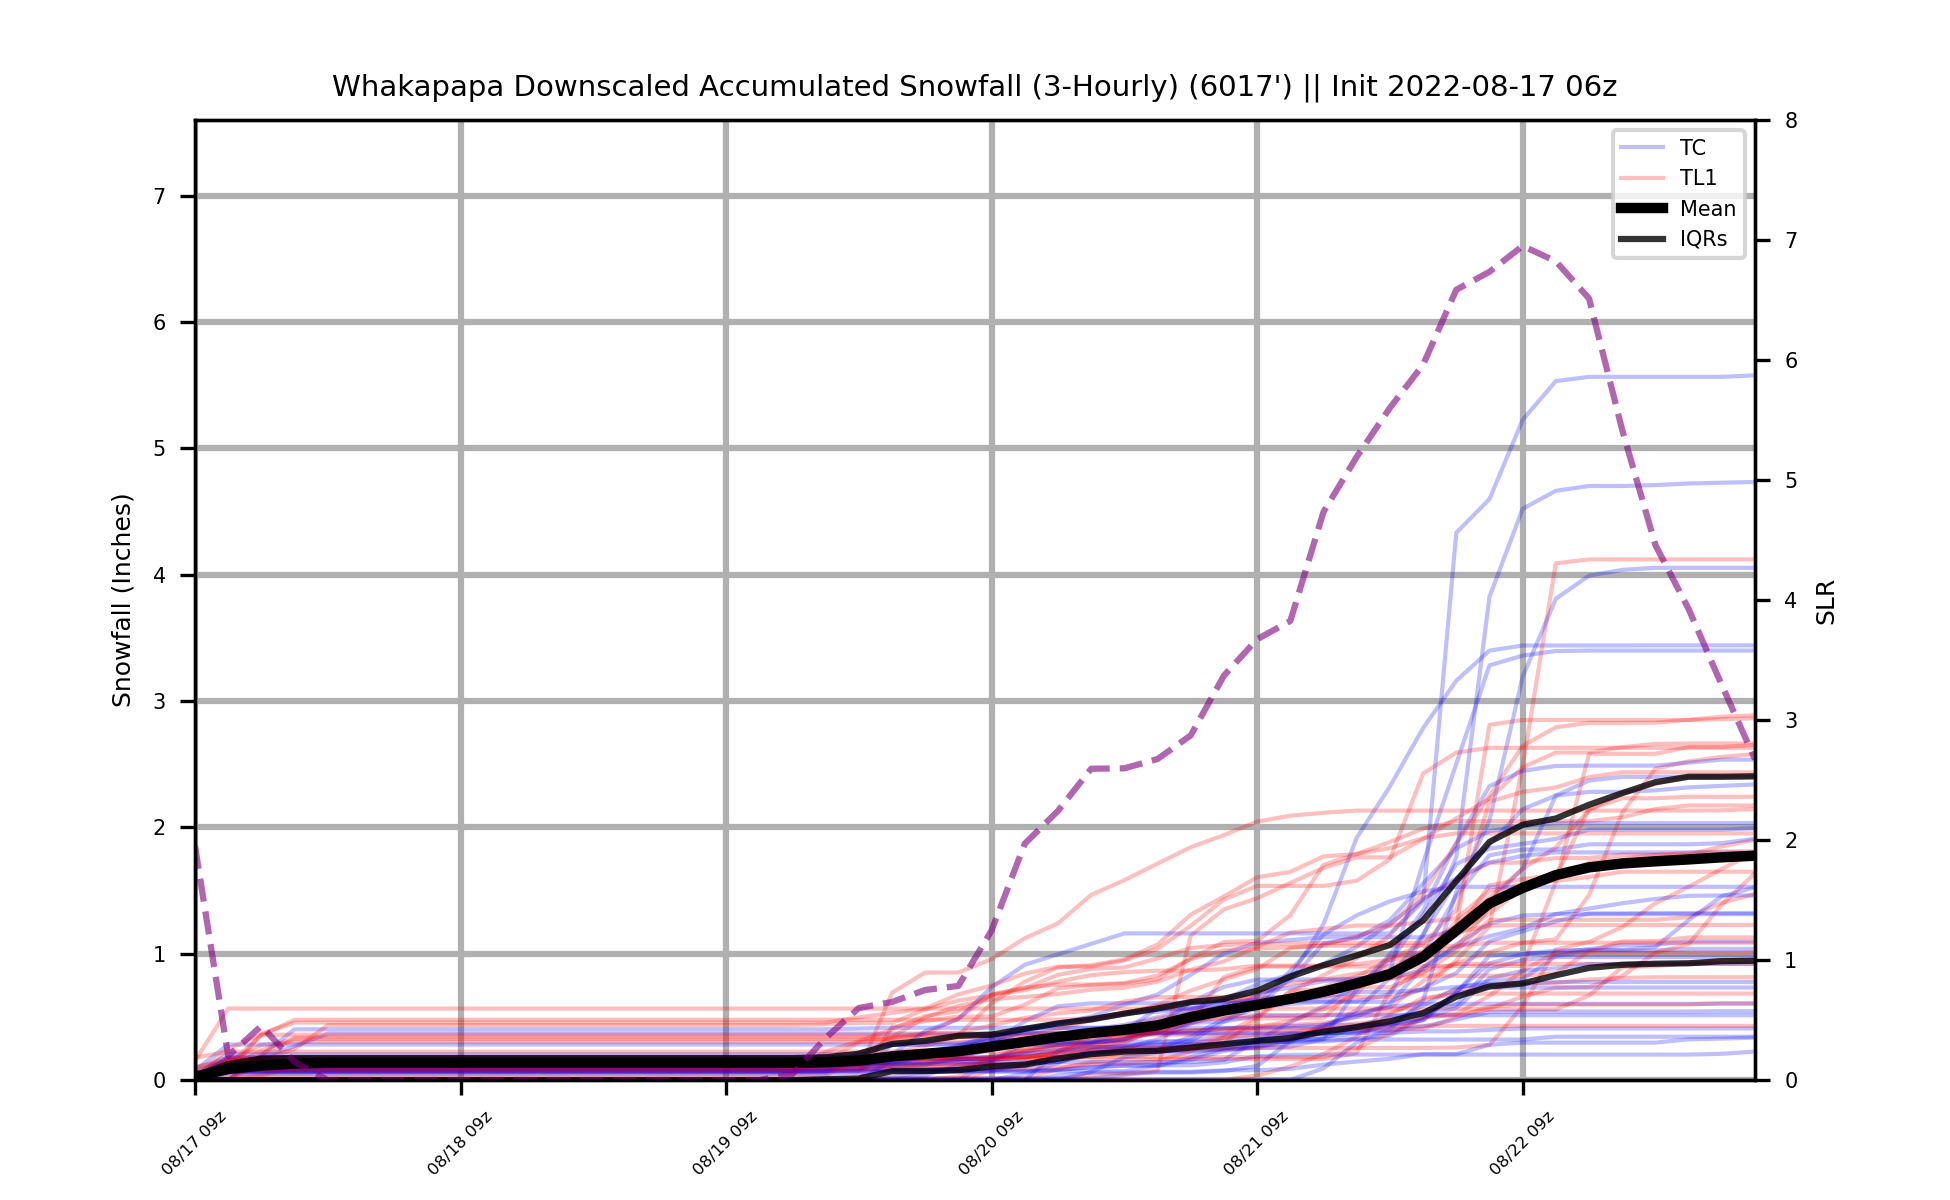 Whakapapa Downscaled Accumulated Snowfall (3-Hourly) (6017') || Init 2022-08-17 06z
TC
TL1
Mean
IQRs
Snowfall (Inches)
7
6
5
4
3
2
1
0
8
7
6
5
4
3
2
1
0
SLR
08/17 09z
08/18 09z
08/19 09z
08/20 09z
08/21 09z
08/22 09z